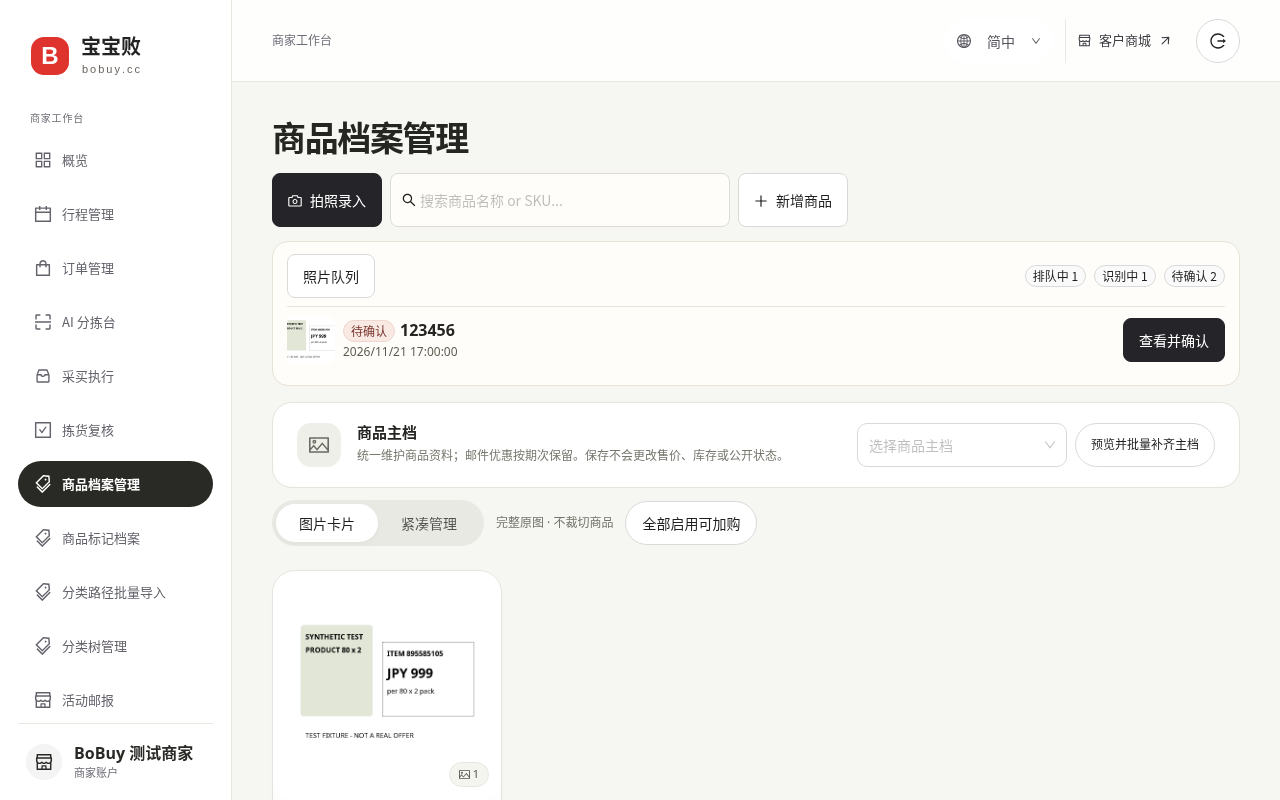 B
宝宝败
bobuy.cc
商家工作台
概览
行程管理
订单管理
AI 分拣台
采买执行
拣货复核
商品档案管理
商品标记档案
分类路径批量导入
分类树管理
活动邮报
BoBuy 测试商家
商家账户
商家工作台
简中
客户商城
商品档案管理
拍照录入
搜索商品名称 or SKU...
新增商品
照片队列
排队中 1
识别中 1
待确认 2
待确认 123456
2026/11/21 17:00:00
查看并确认
商品主档
统一维护商品资料；邮件优惠按期次保留。保存不会更改售价、库存或公开状态。
选择商品主档
预览并批量补齐主档
图片卡片
紧凑管理
完整原图 · 不裁切商品
全部启用可加购
SYNTHETIC TEST
PRODUCT 80 x 2
ITEM 895585105
JPY 999
per 80 x 2 pack
TEST FIXTURE - NOT A REAL OFFER
1